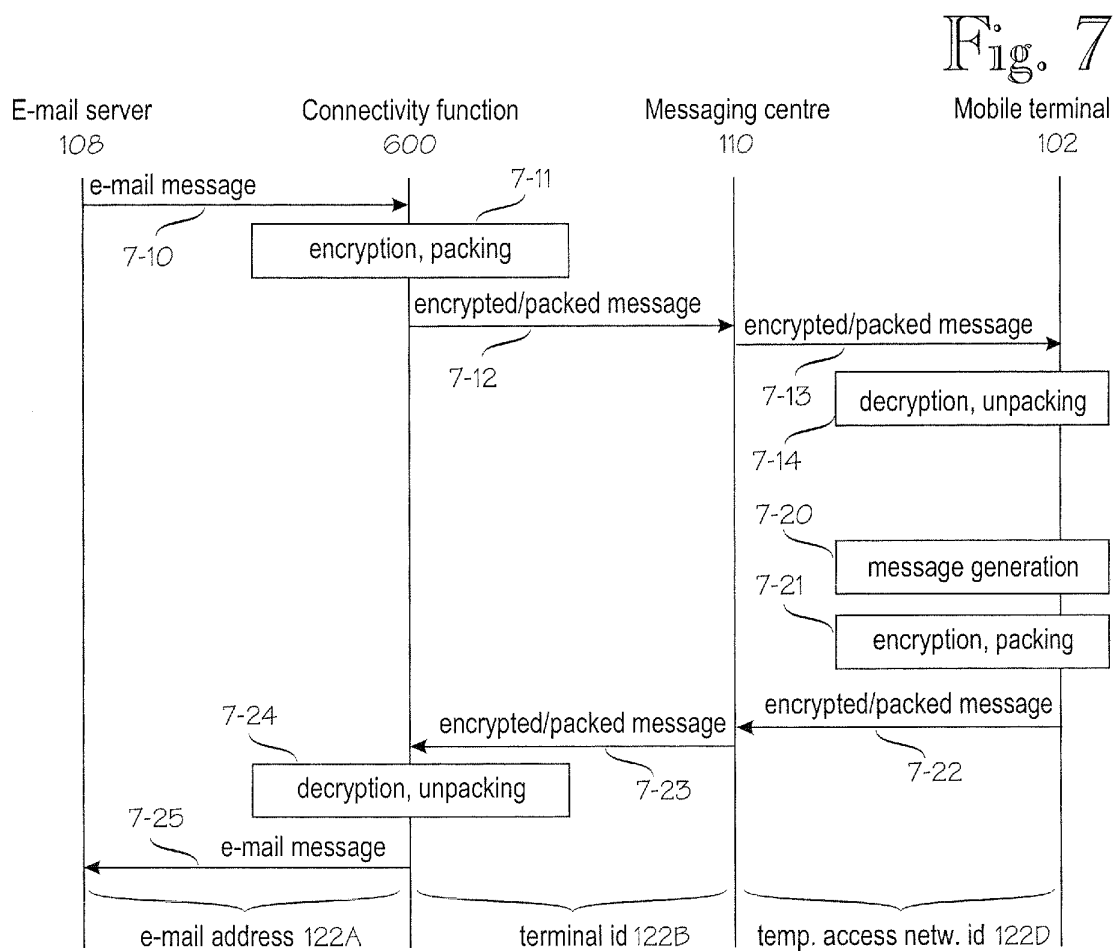 Fig. 7
E-mail server
108
Connectivity function
600
Messaging centre
110
Mobile terminal
102
e-mail message
7-10
7-11
encryption, packing
encrypted/packed message
7-12
encrypted/packed message
7-13
decryption, unpacking
7-14
7-20
message generation
7-21
encryption, packing
encrypted/packed message
7-22
encrypted/packed message
7-23
7-24
decryption, unpacking
7-25
e-mail message
e-mail address 122A
terminal id 122B
temp. access netw. id 122D